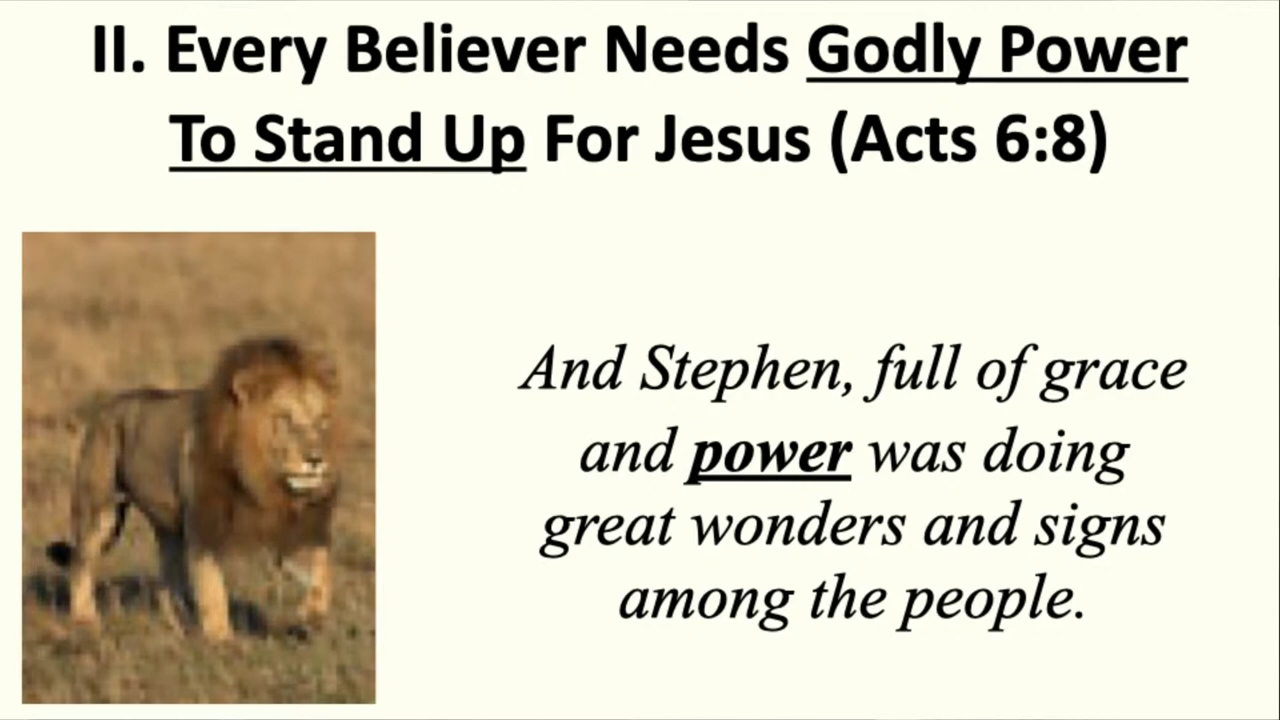 II. Every Believer Needs Godly Power
To Stand Up For Jesus (Acts 6:8)
And Stephen, full of grace
and power was doing
great wonders and signs
among the people.